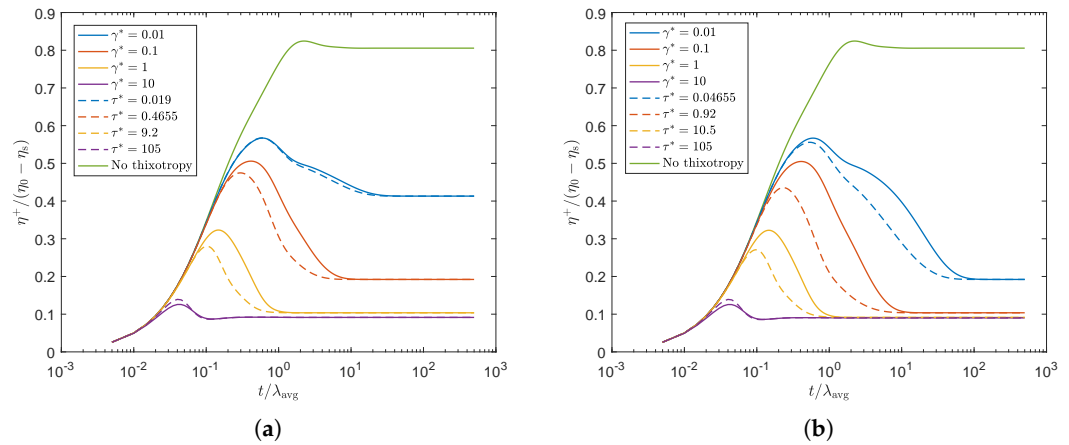 0.9
0.8
0.7
0.6
0.5
0.4
0.3
0.2
0.1
0
η⁺/(η₀ − ηₛ)
γ* = 0.01
γ* = 0.1
γ* = 1
γ* = 10
τ* = 0.019
τ* = 0.4655
τ* = 9.2
τ* = 105
No thixotropy
10⁻³ 10⁻² 10⁻¹ 10⁰ 10¹ 10² 10³
t/λavg
(a)
0.9
0.8
0.7
0.6
0.5
0.4
0.3
0.2
0.1
0
η⁺/(η₀ − ηₛ)
γ* = 0.01
γ* = 0.1
γ* = 1
γ* = 10
τ* = 0.04655
τ* = 0.92
τ* = 10.5
τ* = 105
No thixotropy
10⁻³ 10⁻² 10⁻¹ 10⁰ 10¹ 10² 10³
t/λavg
(b)